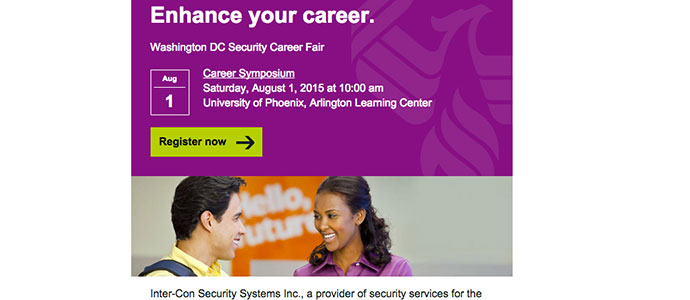 Enhance your career.
Washington DC Security Career Fair
Aug
1
Career Symposium
Saturday, August 1, 2015 at 10:00 am
University of Phoenix, Arlington Learning Center
Register now
Hello,
future
Inter-Con Security Systems Inc., a provider of security services for the